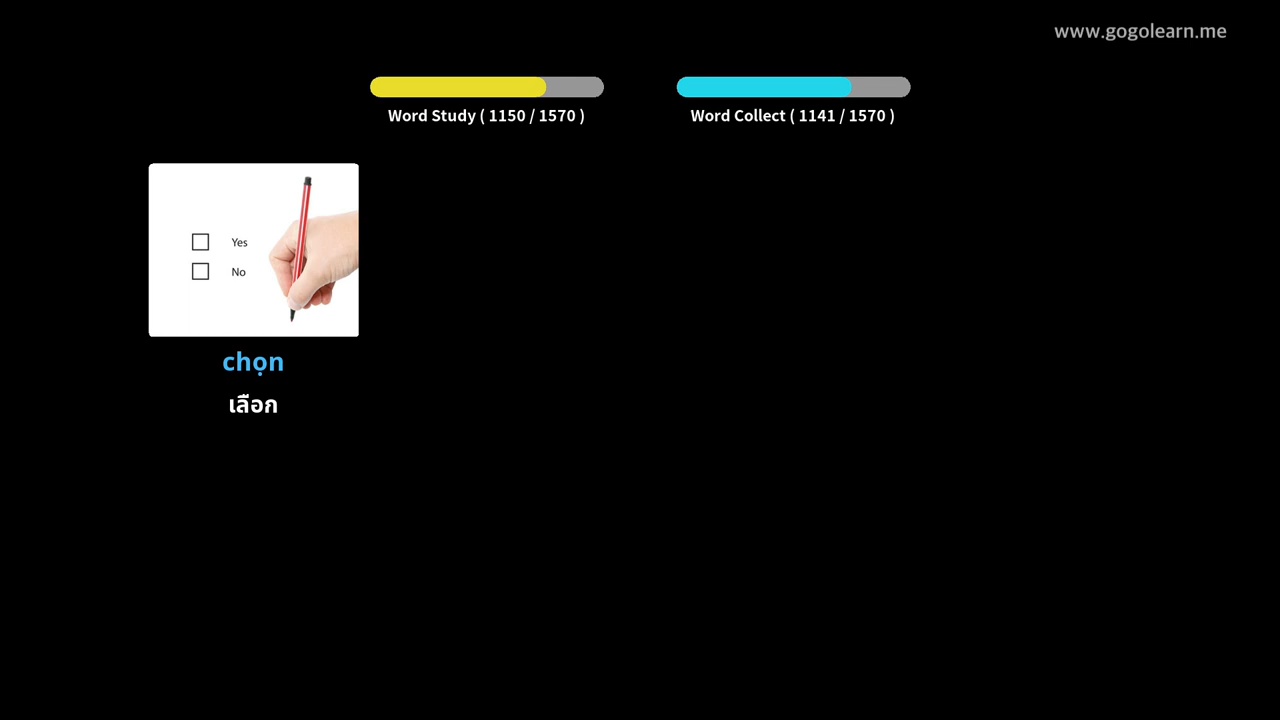 www.gogolearn.me
Word Study ( 1150 / 1570 )
Word Collect ( 1141 / 1570 )
Yes
No
chọn
เลือก